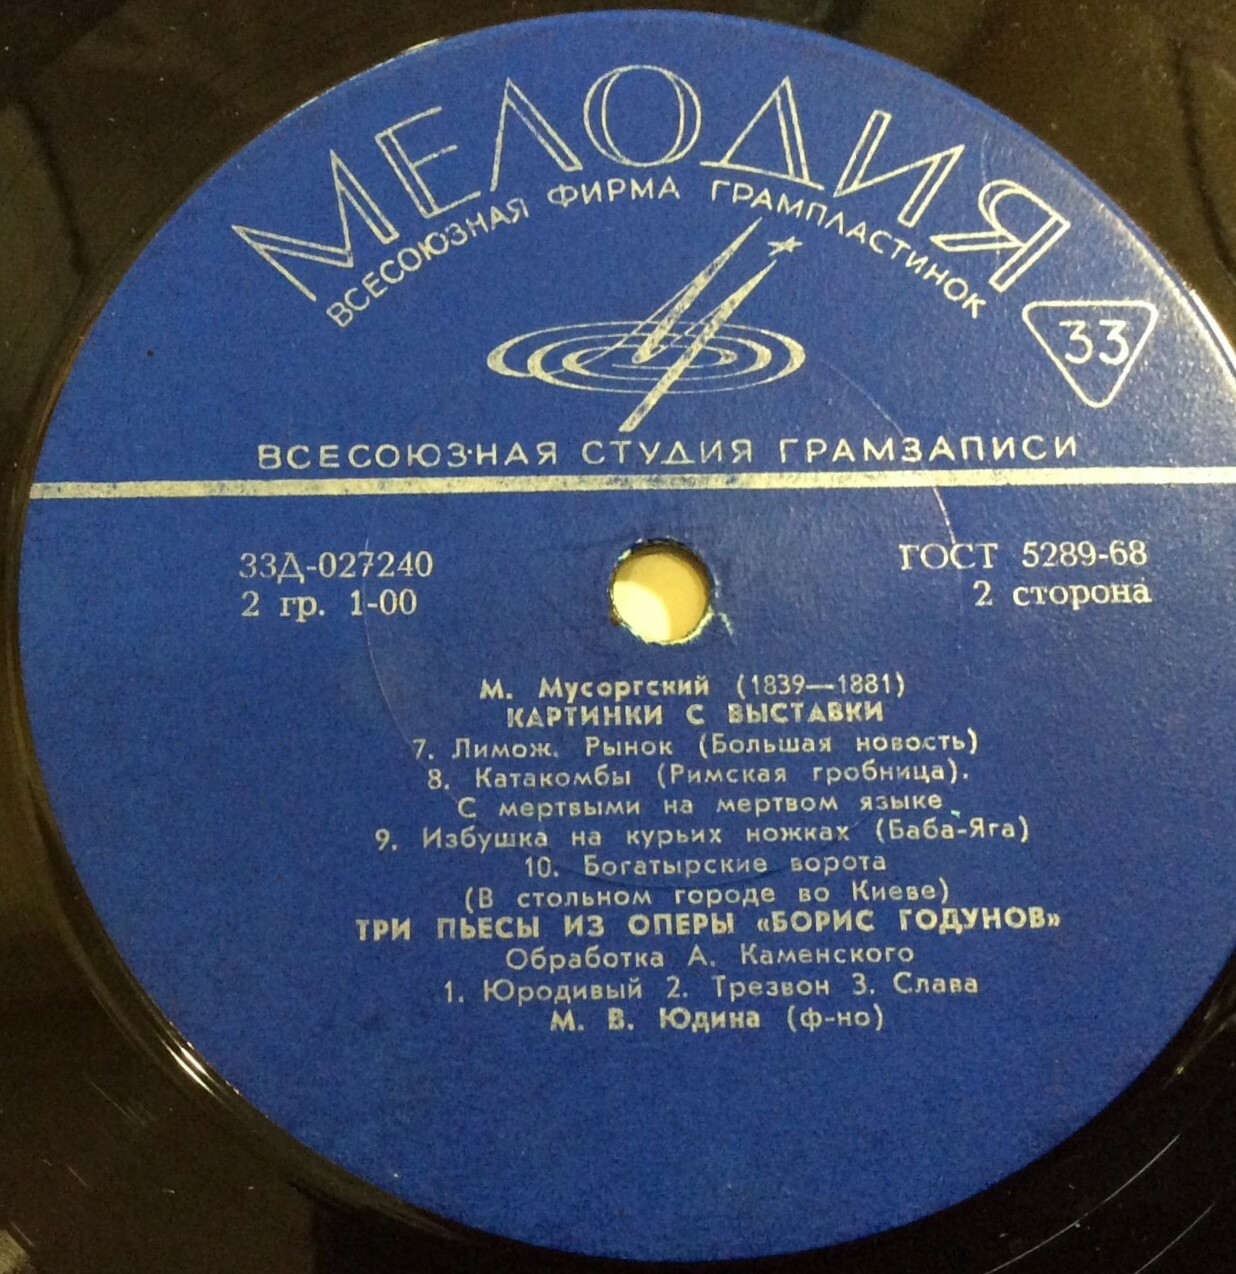 МЕЛОДИЯ
ВСЕСОЮЗНАЯ ФИРМА ГРАМПЛАСТИНОК
33
ВСЕСОЮЗНАЯ СТУДИЯ ГРАМЗАПИСИ
33Д-027240
ГОСТ 5289-68
2 гр. 1-00
2 сторона
М. Мусоргский (1839—1881)
КАРТИНКИ С ВЫСТАВКИ
7. Лимож. Рынок (Большая новость)
8. Катакомбы (Римская гробница).
С мертвыми на мертвом языке
9. Избушка на курьих ножках (Баба-Яга)
10. Богатырские ворота
(В стольном городе во Киеве)
ТРИ ПЬЕСЫ ИЗ ОПЕРЫ «БОРИС ГОДУНОВ»
Обработка А. Каменского
1. Юродивый 2. Трезвон 3. Слава
М. В. Юдина (ф-но)